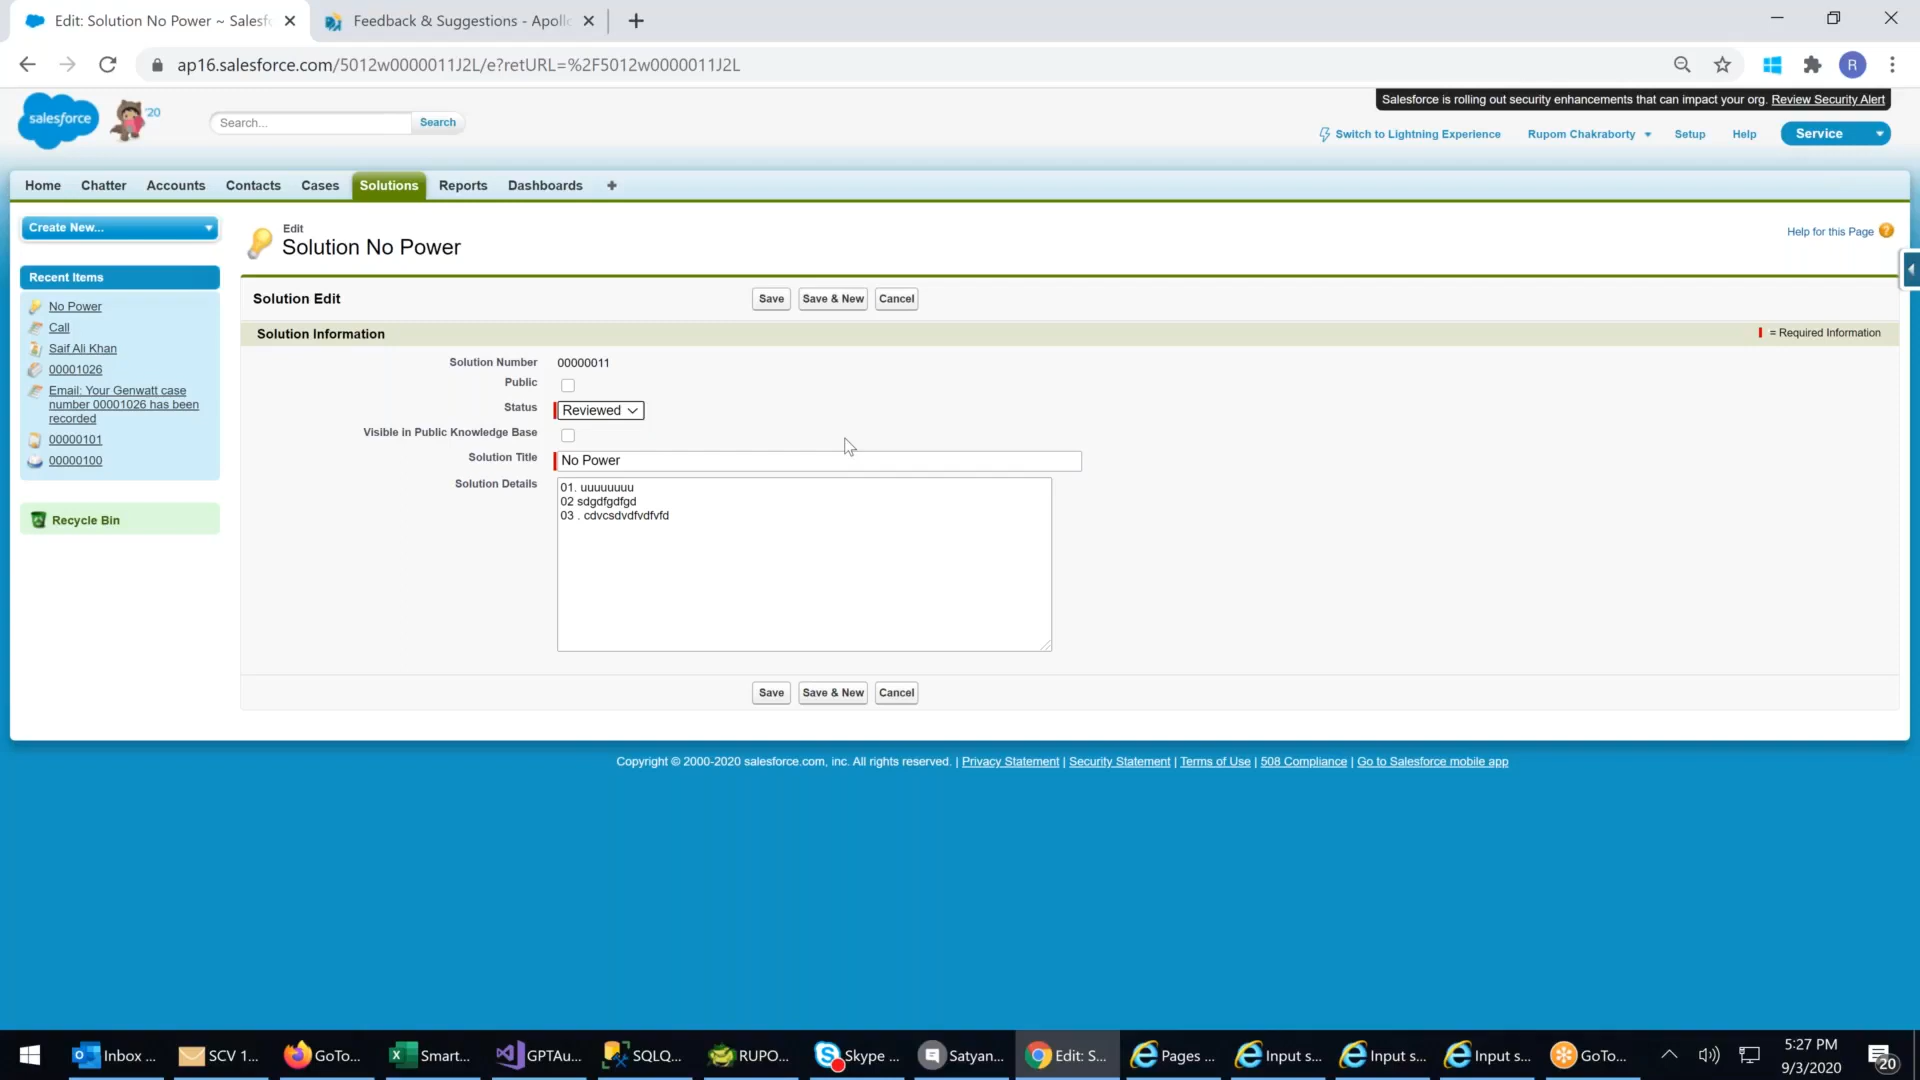 Edit: Solution No Power ~ Salesf
Feedback & Suggestions - Apoll
ap16.salesforce.com/5012w0000011J2L/e?retURL=%2F5012w0000011J2L
R
salesforce
'20
Search...
Search
Salesforce is rolling out security enhancements that can impact your org. Review Security Alert
Switch to Lightning Experience
Rupom Chakraborty
Setup
Help
Service
Home
Chatter
Accounts
Contacts
Cases
Solutions
Reports
Dashboards
Create New...
Recent Items
No Power
Call
Saif Ali Khan
00001026
Email: Your Genwatt case
number 00001026 has been
recorded
00000101
00000100
Recycle Bin
Edit
Solution No Power
Help for this Page
Solution Edit
Save
Save & New
Cancel
Solution Information
= Required Information
Solution Number
00000011
Public
Status
Reviewed
Visible in Public Knowledge Base
Solution Title
No Power
Solution Details
01. uuuuuuuu
02 sdgdfgdfgd
03 . cdvcsdvdfvdfvfd
Save
Save & New
Cancel
Copyright © 2000-2020 salesforce.com, inc. All rights reserved. | Privacy Statement | Security Statement | Terms of Use | 508 Compliance | Go to Salesforce mobile app
Inbox ...
SCV 1...
GoTo...
Smart...
GPTAu...
SQLQ...
RUPO...
Skype ...
Satyan...
Edit: S...
Pages ...
Input s...
Input s...
Input s...
GoTo...
5:27 PM
9/3/2020
20